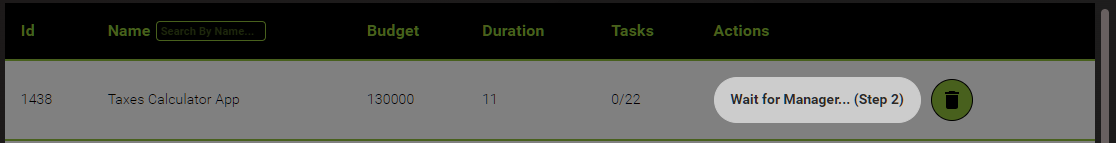 Id Name Search By Name... Budget Duration Tasks Actions
1438 Taxes Calculator App 130000 11 0/22 Wait for Manager... (Step 2)